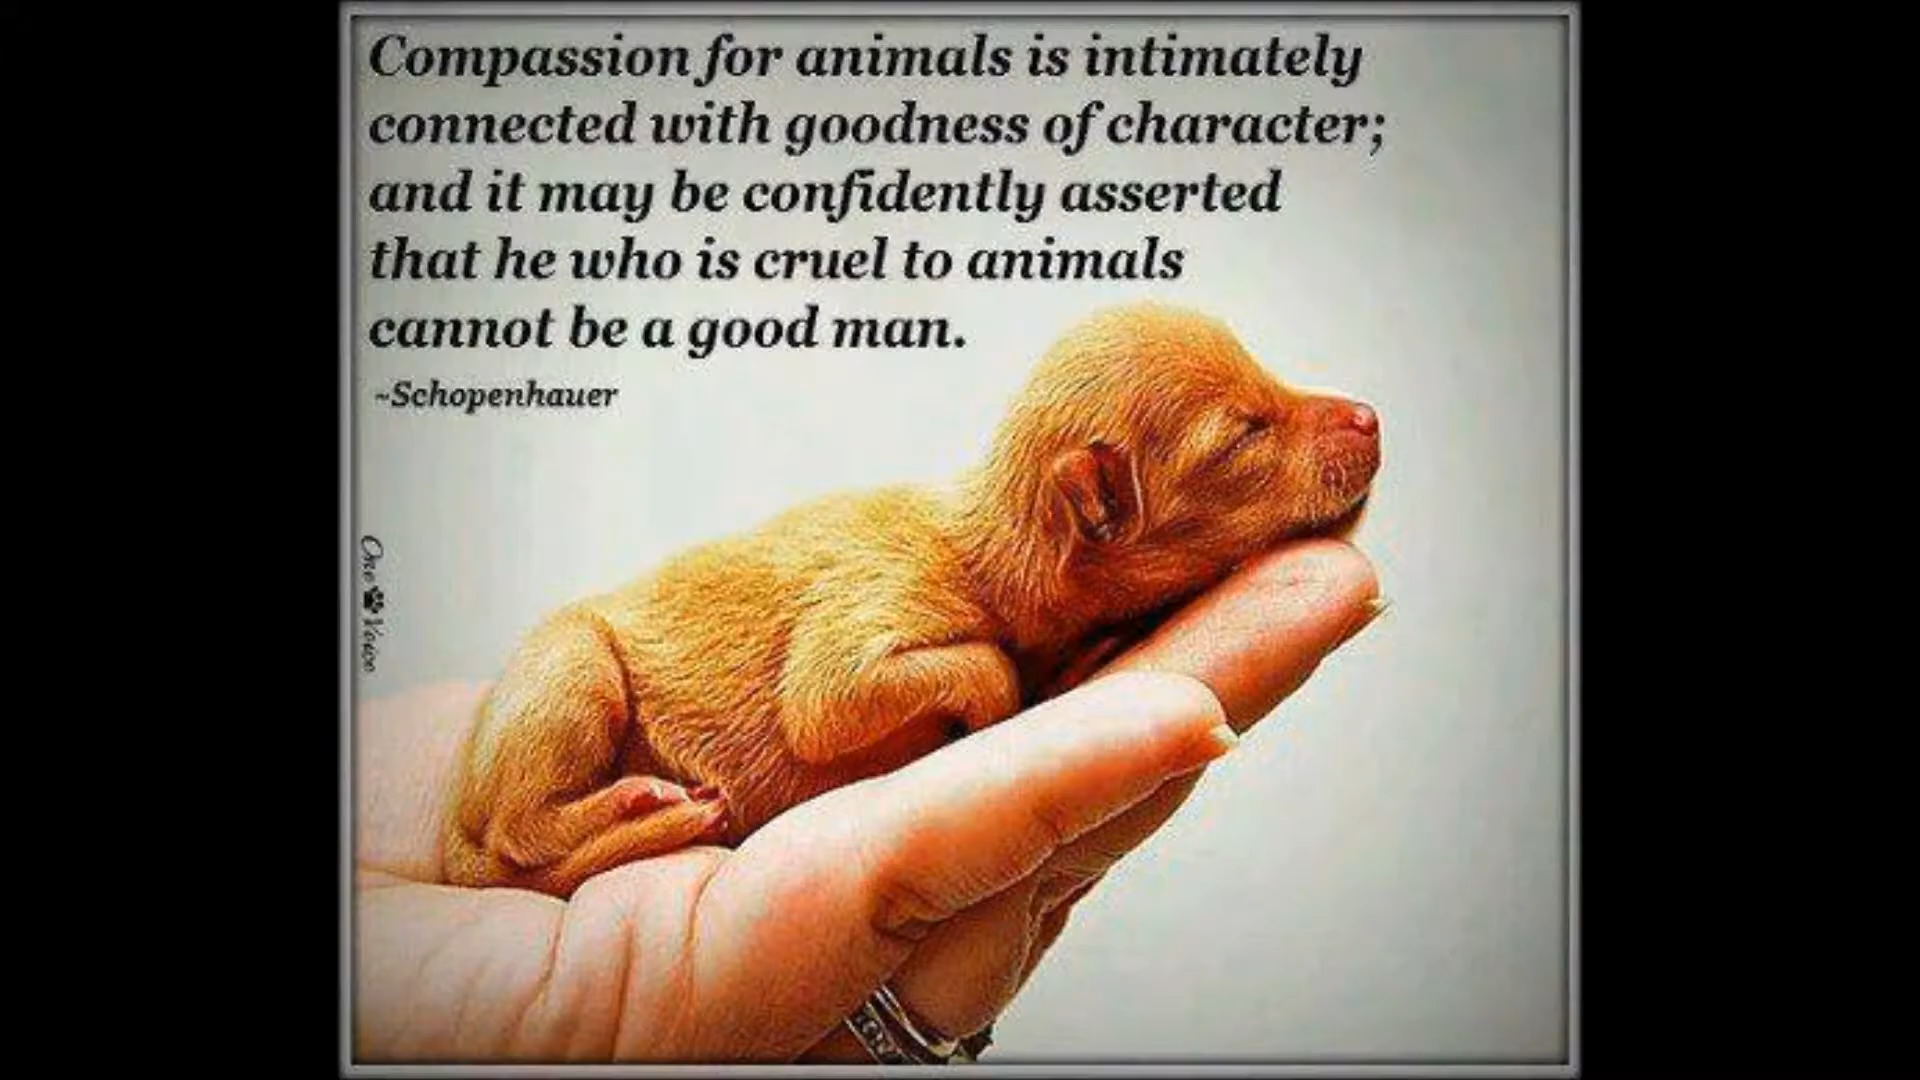 Compassion for animals is intimately
connected with goodness of character;
and it may be confidently asserted
that he who is cruel to animals
cannot be a good man.
~Schopenhauer
One Voice